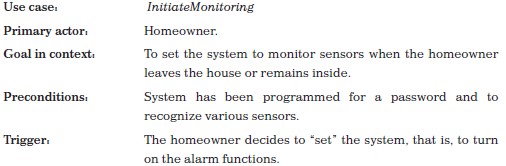 Use case: InitiateMonitoring
Primary actor: Homeowner.
Goal in context: To set the system to monitor sensors when the homeowner
leaves the house or remains inside.
Preconditions: System has been programmed for a password and to
recognize various sensors.
Trigger: The homeowner decides to “set” the system, that is, to turn
on the alarm functions.